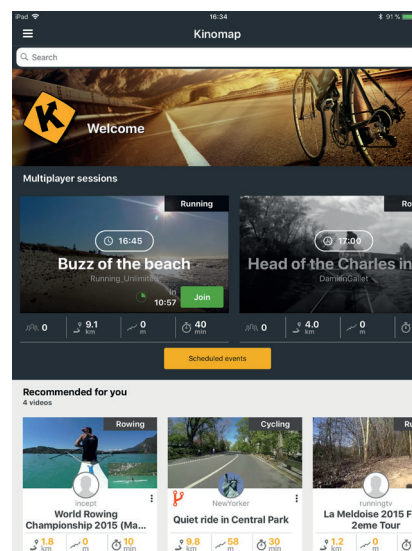 iPad 16:34 91 %
Kinomap
Search
Welcome
Multiplayer sessions
Running
16:45
Buzz of the beach
Running_Unlimited
in
10:57
Join
0
9.1
km
0
m
40
min
Ro
17:00
Head of the Charles in
DamienGallet
0
4.0
km
0
m
Scheduled events
Recommended for you
4 videos
Rowing
incept
World Rowing
Championship 2015 (Ma...
1.8
km
0
m
10
min
Cycling
NewYorker
Quiet ride in Central Park
9.8
km
58
m
30
min
Ru
runningtv
La Meldoise 2015 F
2eme Tour
1.2
km
0
m